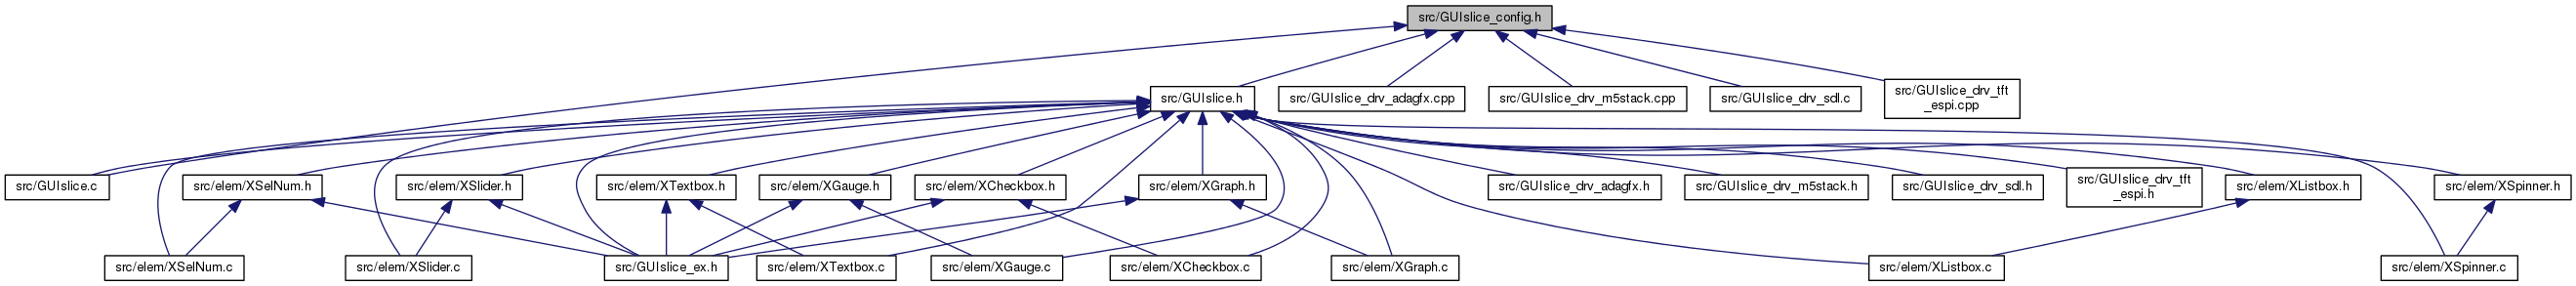 src/GUIslice_config.h
src/GUIslice.h
src/GUIslice_drv_adagfx.cpp
src/GUIslice_drv_m5stack.cpp
src/GUIslice_drv_sdl.c
src/GUIslice_drv_tft
_espi.cpp
src/GUIslice.c
src/elem/XSelNum.h
src/elem/XSlider.h
src/elem/XTextbox.h
src/elem/XGauge.h
src/elem/XCheckbox.h
src/elem/XGraph.h
src/GUIslice_drv_adagfx.h
src/GUIslice_drv_m5stack.h
src/GUIslice_drv_sdl.h
src/GUIslice_drv_tft
_espi.h
src/elem/XListbox.h
src/elem/XSpinner.h
src/elem/XSelNum.c
src/elem/XSlider.c
src/GUIslice_ex.h
src/elem/XTextbox.c
src/elem/XGauge.c
src/elem/XCheckbox.c
src/elem/XGraph.c
src/elem/XListbox.c
src/elem/XSpinner.c